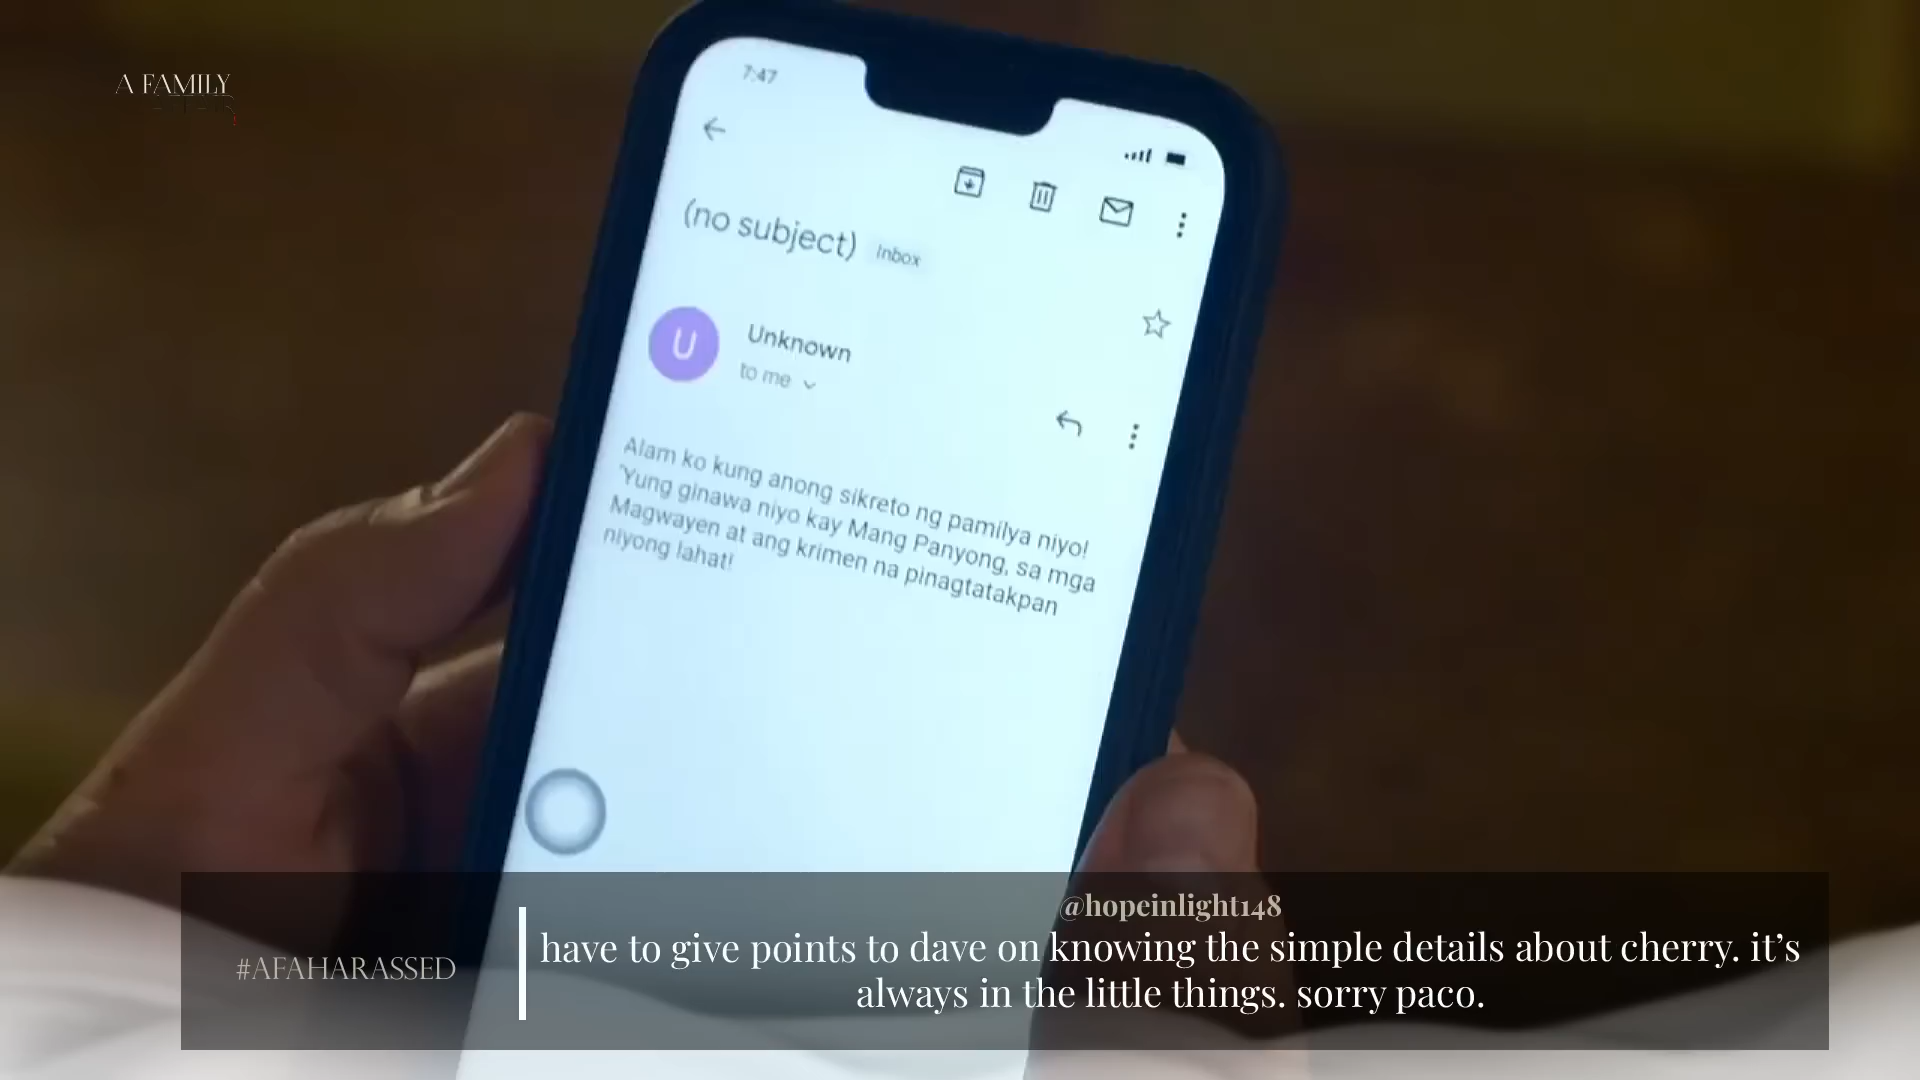 A FAMILY
7:47
(no subject) Inbox
U
Unknown
to me
Alam ko kung anong sikreto ng pamilya niyo!
'Yung ginawa niyo kay Mang Panyong, sa mga
Magwayen at ang krimen na pinagtatakpan
niyong lahat!
@hopeinlight148
#AFAHARASSED
have to give points to dave on knowing the simple details about cherry. it’s
always in the little things. sorry paco.